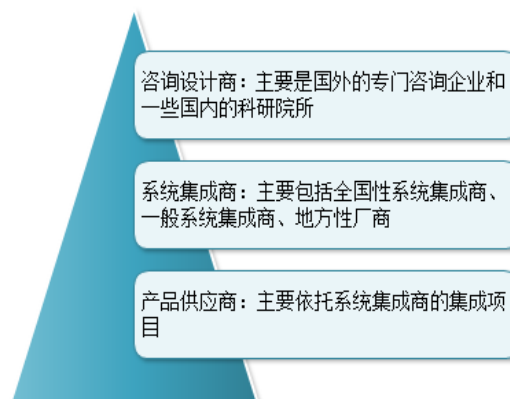 咨询设计商：主要是国外的专门咨询企业和
一些国内的科研院所
系统集成商：主要包括全国性系统集成商、
一般系统集成商、地方性厂商
产品供应商：主要依托系统集成商的集成项
目